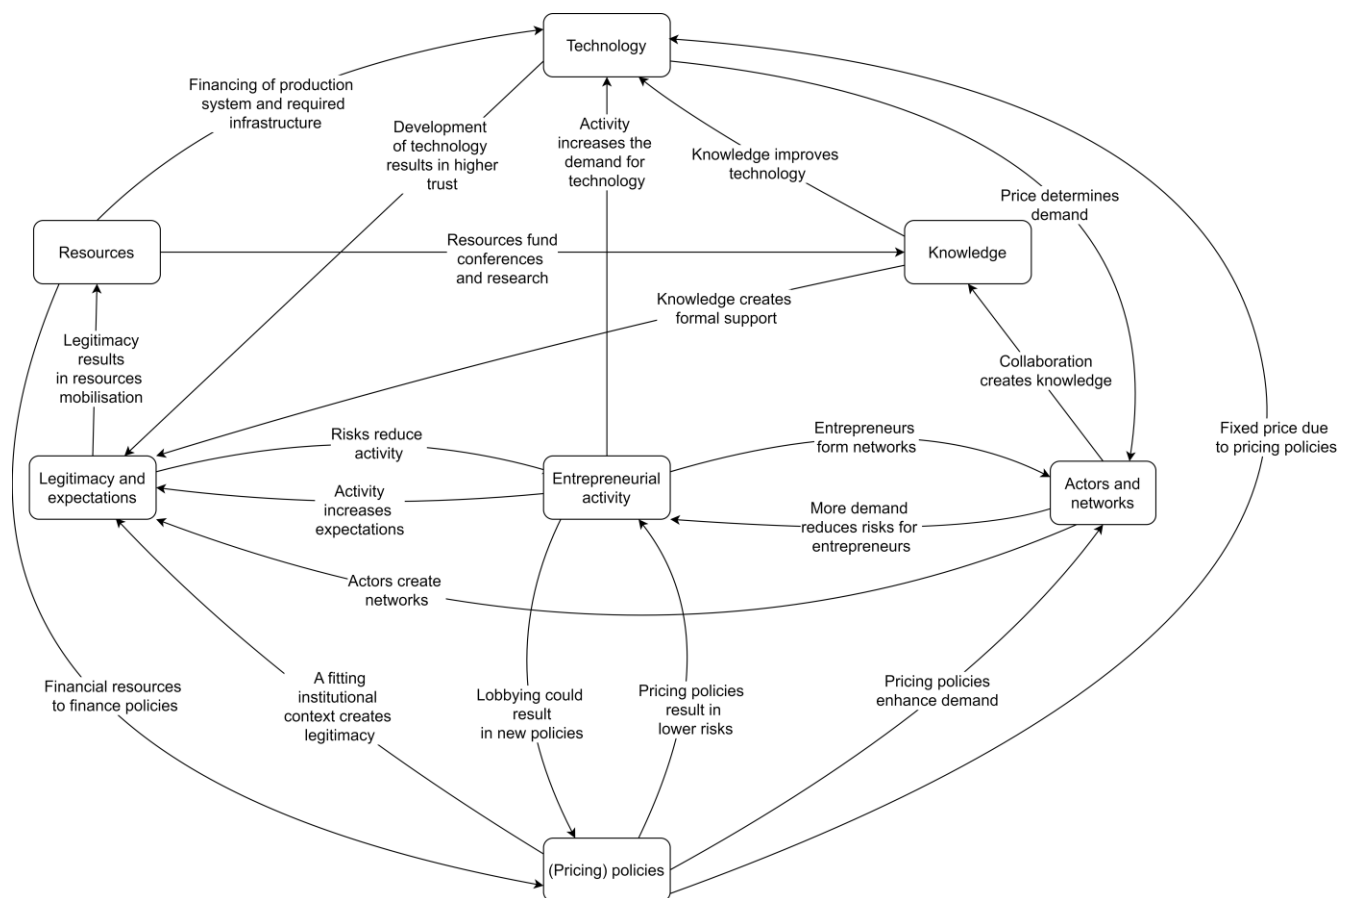 Technology
Financing of production
system and required
infrastructure
Development
of technology
results in higher
trust
Activity
increases the
demand for
technology
Knowledge improves
technology
Price determines
demand
Resources
Resources fund
conferences
and research
Knowledge
Knowledge creates
formal support
Legitimacy
results
in resources
mobilisation
Collaboration
creates knowledge
Fixed price due
to pricing policies
Risks reduce
activity
Entrepreneurs
form networks
Legitimacy and
expectations
Entrepreneurial
activity
Actors and
networks
Activity
increases
expectations
More demand
reduces risks for
entrepreneurs
Actors create
networks
Financial resources
to finance policies
A fitting
institutional
context creates
legitimacy
Lobbying could
result
in new policies
Pricing policies
result in
lower risks
Pricing policies
enhance demand
(Pricing) policies